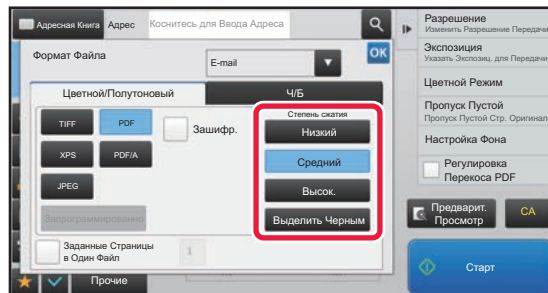 Адресная Книга
Адрес
Коснитесь для Ввода Адреса
Разрешение
Изменить Разрешение Передачи
Формат Файла
E-mail
OK
Экспозиция
Указать Экспозиц. для Передачи
Цветной/Полутоновый
Ч/Б
Цветной Режим
TIFF
PDF
Зашифр.
Степень сжатия
Низкий
Пропуск Пустой
Пропуск Пустой Стр. Оригинал
XPS
PDF/A
Средний
Настройка Фона
JPEG
Высок.
Регулировка
Перекоса PDF
Запрограммированно
Выделить Черным
Предварит.
Просмотр
CA
Заданные Страницы
в Один Файл
1
Прочие
Старт